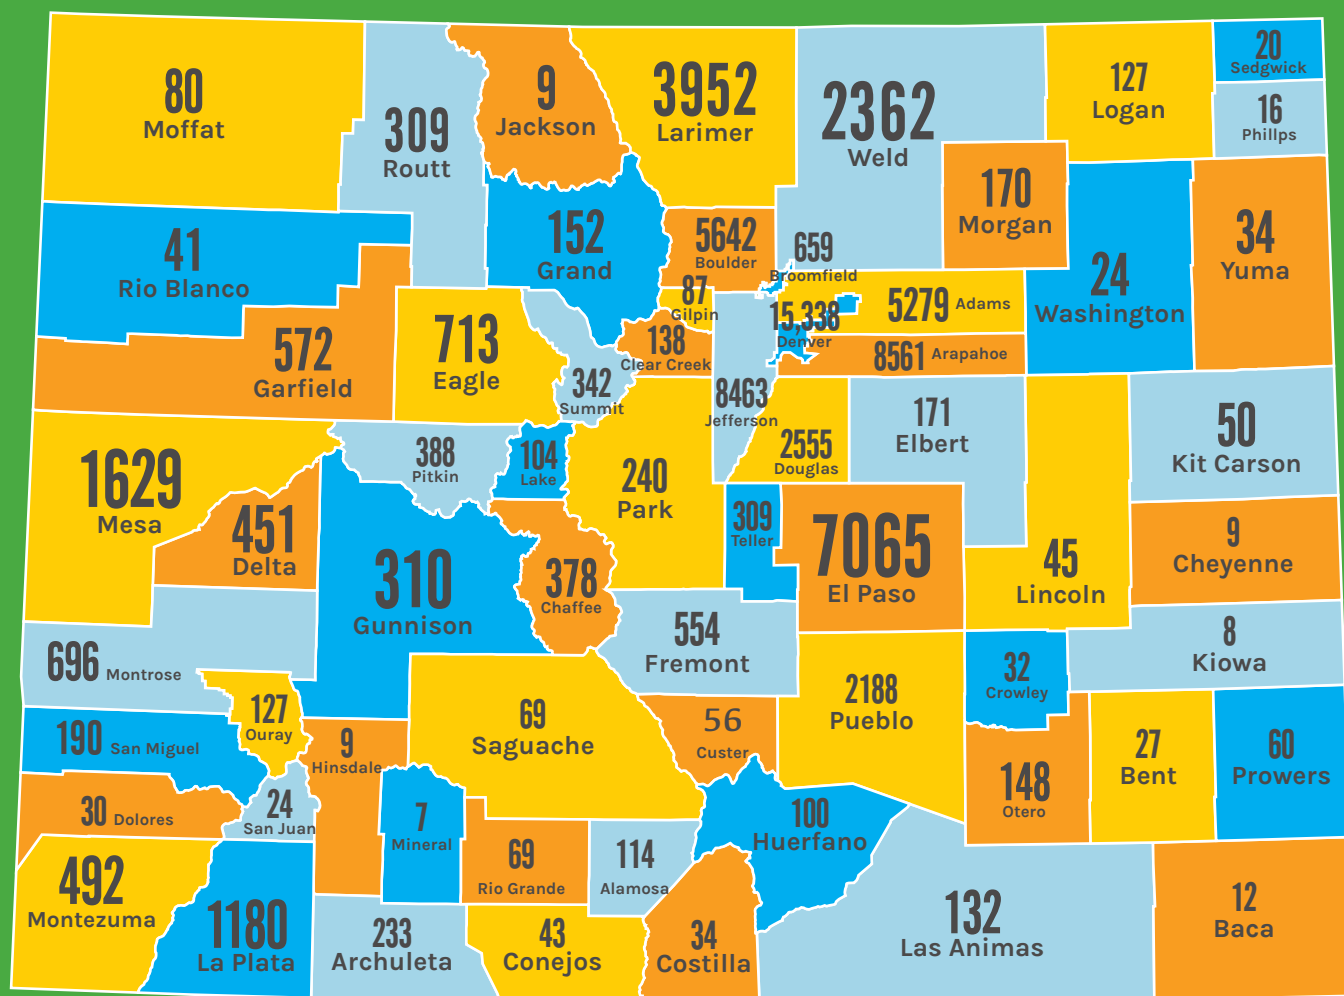 80
Moffat
309
Routt
9
Jackson
3952
Larimer
2362
Weld
127
Logan
20
Sedgwick
16
Phillps
170
Morgan
24
Washington
34
Yuma
41
Rio Blanco
152
Grand
5642
Boulder
659
Broomfield
87
Gilpin
15,338
Denver
5279 Adams
8561 Arapahoe
572
Garfield
713
Eagle
342
Summit
138
Clear Creek
8463
Jefferson
2555
Douglas
171
Elbert
50
Kit Carson
1629
Mesa
388
Pitkin
104
Lake
240
Park
451
Delta
310
Gunnison
378
Chaffee
309
Teller
7065
El Paso
45
Lincoln
9
Cheyenne
696 Montrose
554
Fremont
8
Kiowa
127
Ouray
69
Saguache
56
Custer
2188
Pueblo
32
Crowley
190 San Miguel
9
Hinsdale
148
Otero
27
Bent
60
Prowers
30 Dolores
24
San Juan
7
Mineral
69
Rio Grande
114
Alamosa
100
Huerfano
492
Montezuma
1180
La Plata
233
Archuleta
43
Conejos
34
Costilla
132
Las Animas
12
Baca